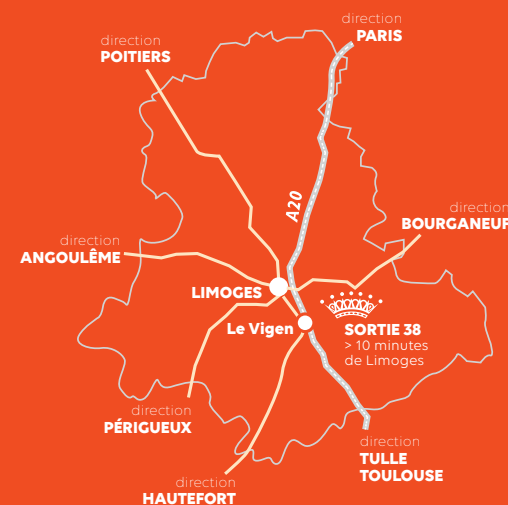 direction
PARIS
direction
POITIERS
A20
direction
BOURGANEUF
direction
ANGOULÊME
LIMOGES
Le Vigen
SORTIE 38
> 10 minutes
de Limoges
direction
PÉRIGUEUX
direction
TULLE
TOULOUSE
direction
HAUTEFORT